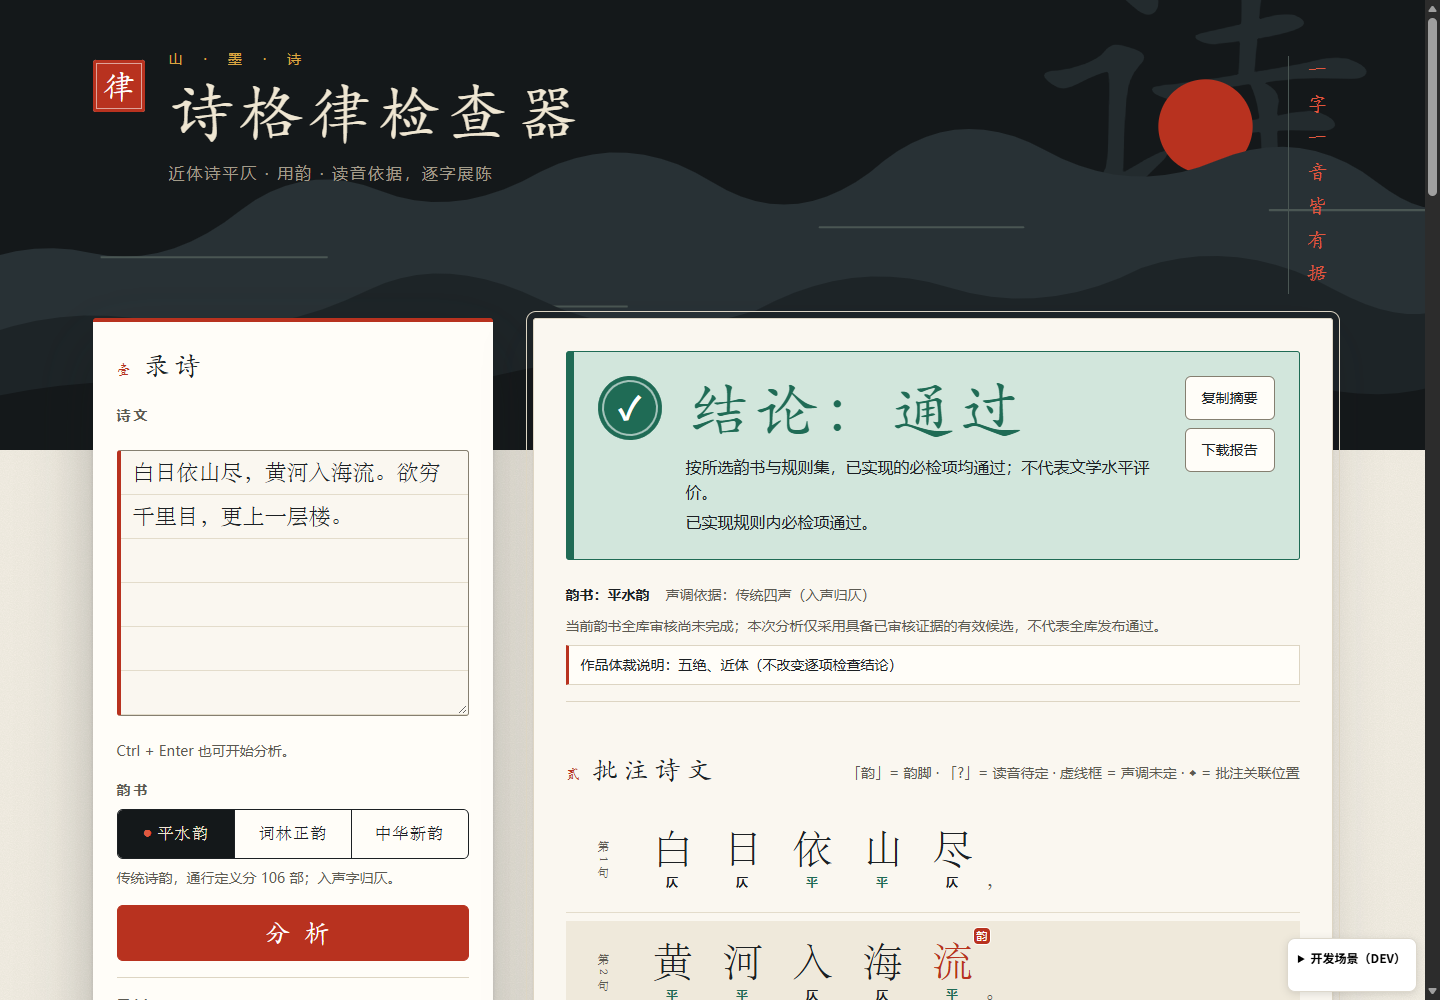 诗
律
山 · 墨 · 诗
诗格律检查器
近体诗平仄 · 用韵 · 读音依据，逐字展陈
一字一音皆有据
壹 录诗
诗文
白日依山尽，黄河入海流。欲穷
千里目，更上一层楼。
Ctrl + Enter 也可开始分析。
韵书
平水韵 词林正韵 中华新韵
传统诗韵，通行定义分 106 部；入声字归仄。
分析
✓ 结论：通过
按所选韵书与规则集，已实现的必检项均通过；不代表文学水平评
价。
已实现规则内必检项通过。
复制摘要
下载报告
韵书：平水韵 声调依据：传统四声（入声归仄）
当前韵书全库审核尚未完成；本次分析仅采用具备已审核证据的有效候选，不代表全库发布通过。
作品体裁说明：五绝、近体（不改变逐项检查结论）
贰 批注诗文
「韵」= 韵脚 ·「?」= 读音待定 · 虚线框 = 声调未定 · ◆ = 批注关联位置
第1句
白 日 依 山 尽 ，
仄 仄 平 平 仄
第2句
黄 河 入 海 流 韵
平 平 仄 仄 平 。
▶ 开发场景（DEV）